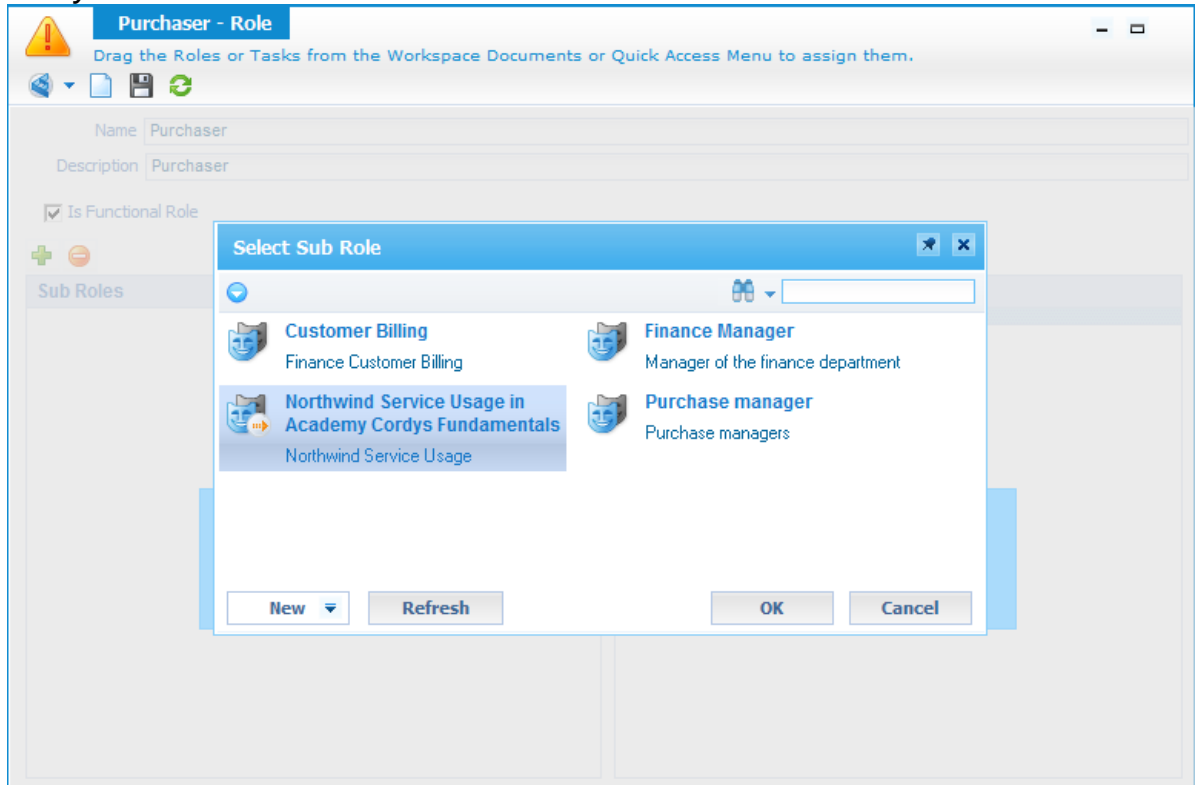 Purchaser - Role
Drag the Roles or Tasks from the Workspace Documents or Quick Access Menu to assign them.
Name Purchaser
Description Purchaser
Is Functional Role
Select Sub Role
Sub Roles
Customer Billing
Finance Customer Billing
Finance Manager
Manager of the finance department
Northwind Service Usage in
Academy Cordys Fundamentals
Northwind Service Usage
Purchase manager
Purchase managers
New Refresh OK Cancel